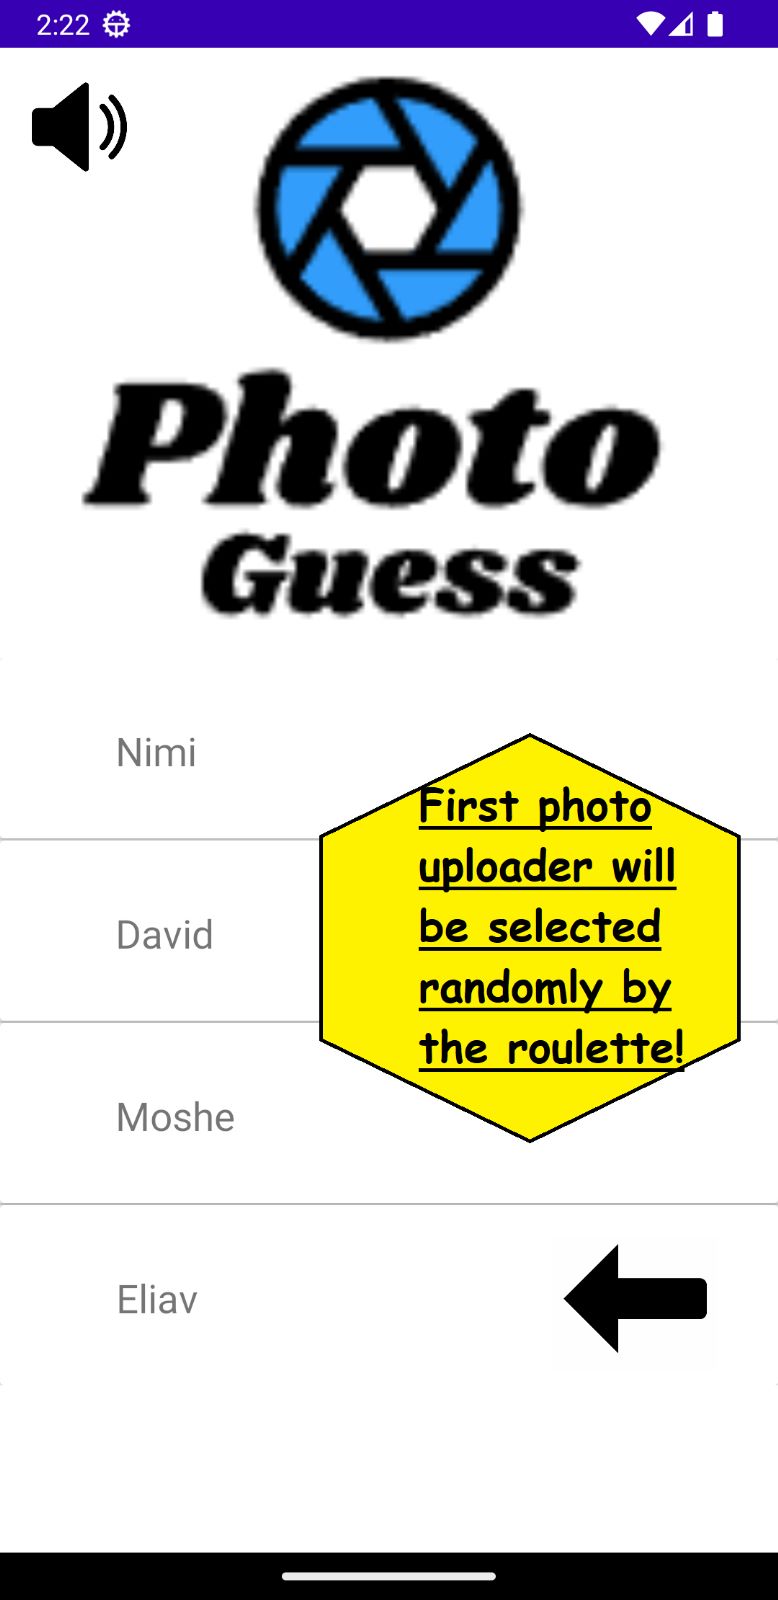 2:22
Photo
Guess
Nimi
First photo
uploader will
David
be selected
randomly by
the roulette!
Moshe
Eliav